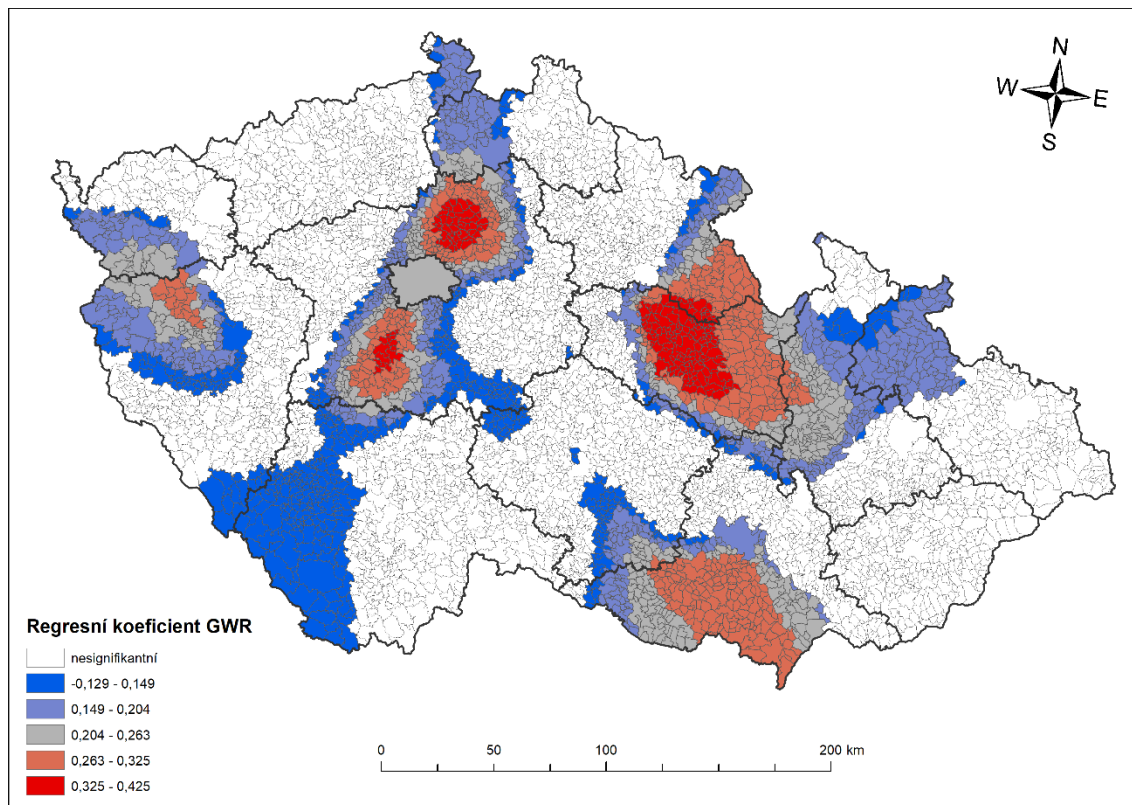 N
W E
S
Regresní koeficient GWR
nesignifikantní
-0,129 - 0,149
0,149 - 0,204
0,204 - 0,263
0,263 - 0,325
0,325 - 0,425
0 50 100 200 km